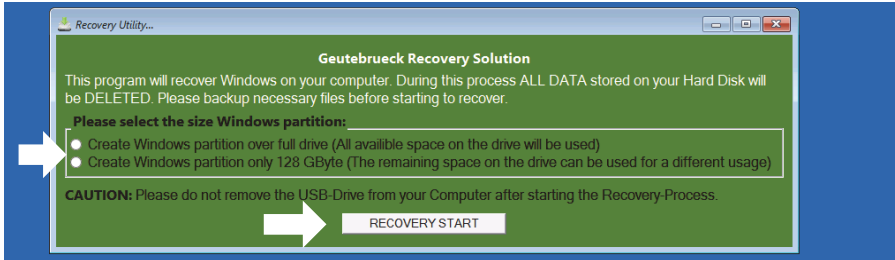 Recovery Utility...
Geutebrueck Recovery Solution
This program will recover Windows on your computer. During this process ALL DATA stored on your Hard Disk will
be DELETED. Please backup necessary files before starting to recover.
Please select the size Windows partition:
Create Windows partition over full drive (All availible space on the drive will be used)
Create Windows partition only 128 GByte (The remaining space on the drive can be used for a different usage)
CAUTION: Please do not remove the USB-Drive from your Computer after starting the Recovery-Process.
RECOVERY START